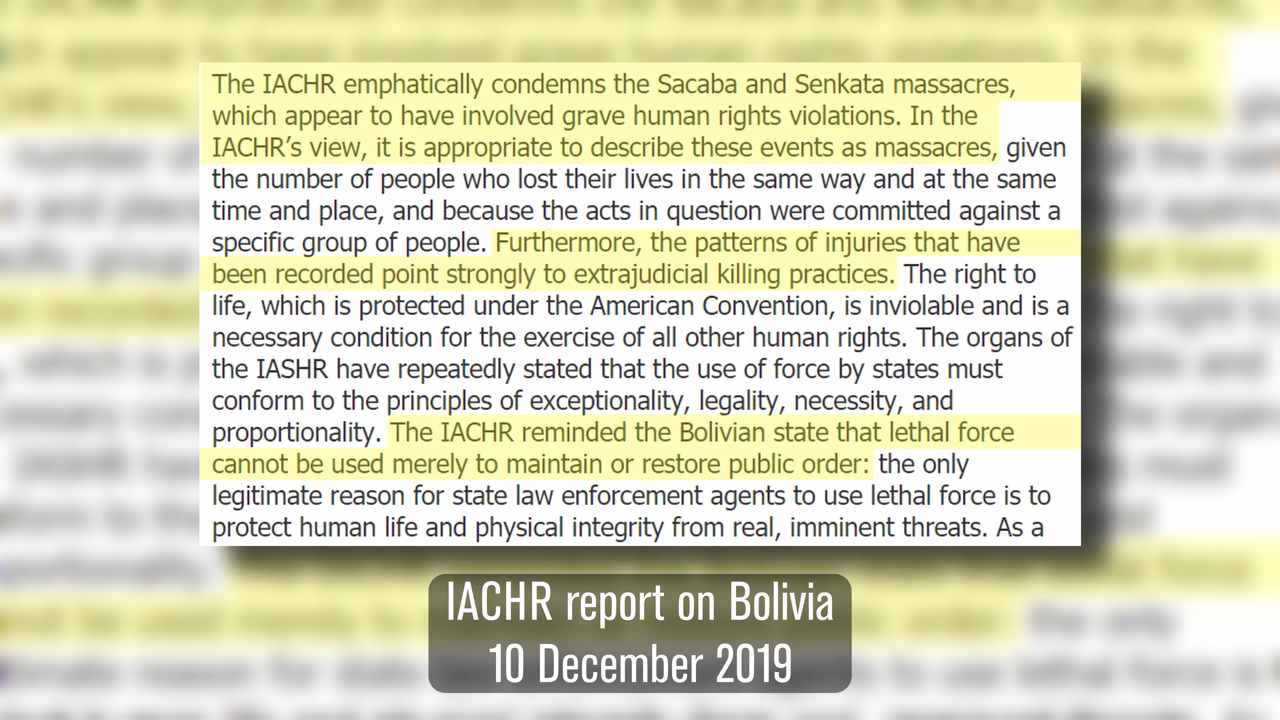 The IACHR emphatically condemns the Sacaba and Senkata massacres,
which appear to have involved grave human rights violations. In the
IACHR’s view, it is appropriate to describe these events as massacres, given
the number of people who lost their lives in the same way and at the same
time and place, and because the acts in question were committed against a
specific group of people. Furthermore, the patterns of injuries that have
been recorded point strongly to extrajudicial killing practices. The right to
life, which is protected under the American Convention, is inviolable and is a
necessary condition for the exercise of all other human rights. The organs of
the IASHR have repeatedly stated that the use of force by states must
conform to the principles of exceptionality, legality, necessity, and
proportionality. The IACHR reminded the Bolivian state that lethal force
cannot be used merely to maintain or restore public order: the only
legitimate reason for state law enforcement agents to use lethal force is to
protect human life and physical integrity from real, imminent threats. As a
IACHR report on Bolivia
10 December 2019